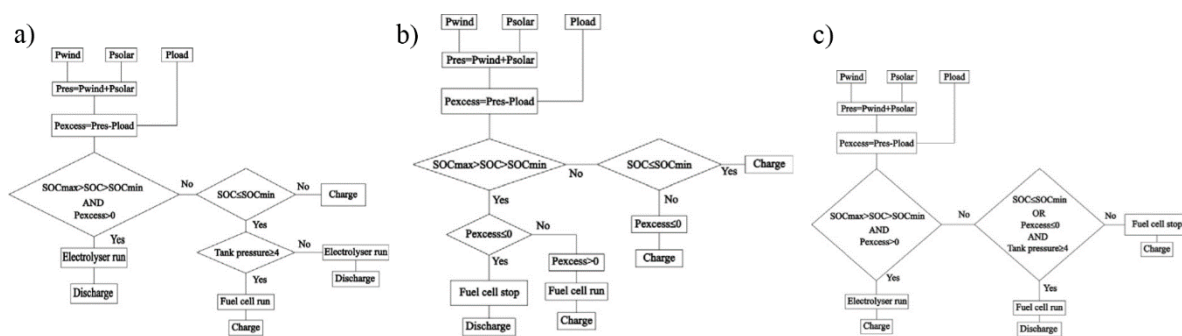 a)
Pwind
Psolar
Pload
Pres=Pwind+Psolar
Pexcess=Pres-Pload
SOCmax>SOC>SOCmin
AND
Pexcess>0
No
SOC≤SOCmin
No
Charge
Yes
Yes
Electrolyser run
Discharge
Tank pressure≥4
No
Electrolyser run
Discharge
Yes
Fuel cell run
Charge
b)
Pwind
Psolar
Pload
Pres=Pwind+Psolar
Pexcess=Pres-Pload
SOCmax>SOC>SOCmin
No
SOC≤SOCmin
Yes
Charge
Yes
No
Pexcess≤0
Charge
Pexcess≤0
No
Pexcess>0
Fuel cell run
Charge
Yes
Fuel cell stop
Discharge
c)
Pwind
Psolar
Pload
Pres=Pwind+Psolar
Pexcess=Pres-Pload
SOCmax>SOC>SOCmin
AND
Pexcess>0
No
SOC≤SOCmin
OR
Pexcess≤0
AND
Tank pressure≥4
No
Fuel cell stop
Charge
Yes
Electrolyser run
Charge
Yes
Fuel cell run
Discharge